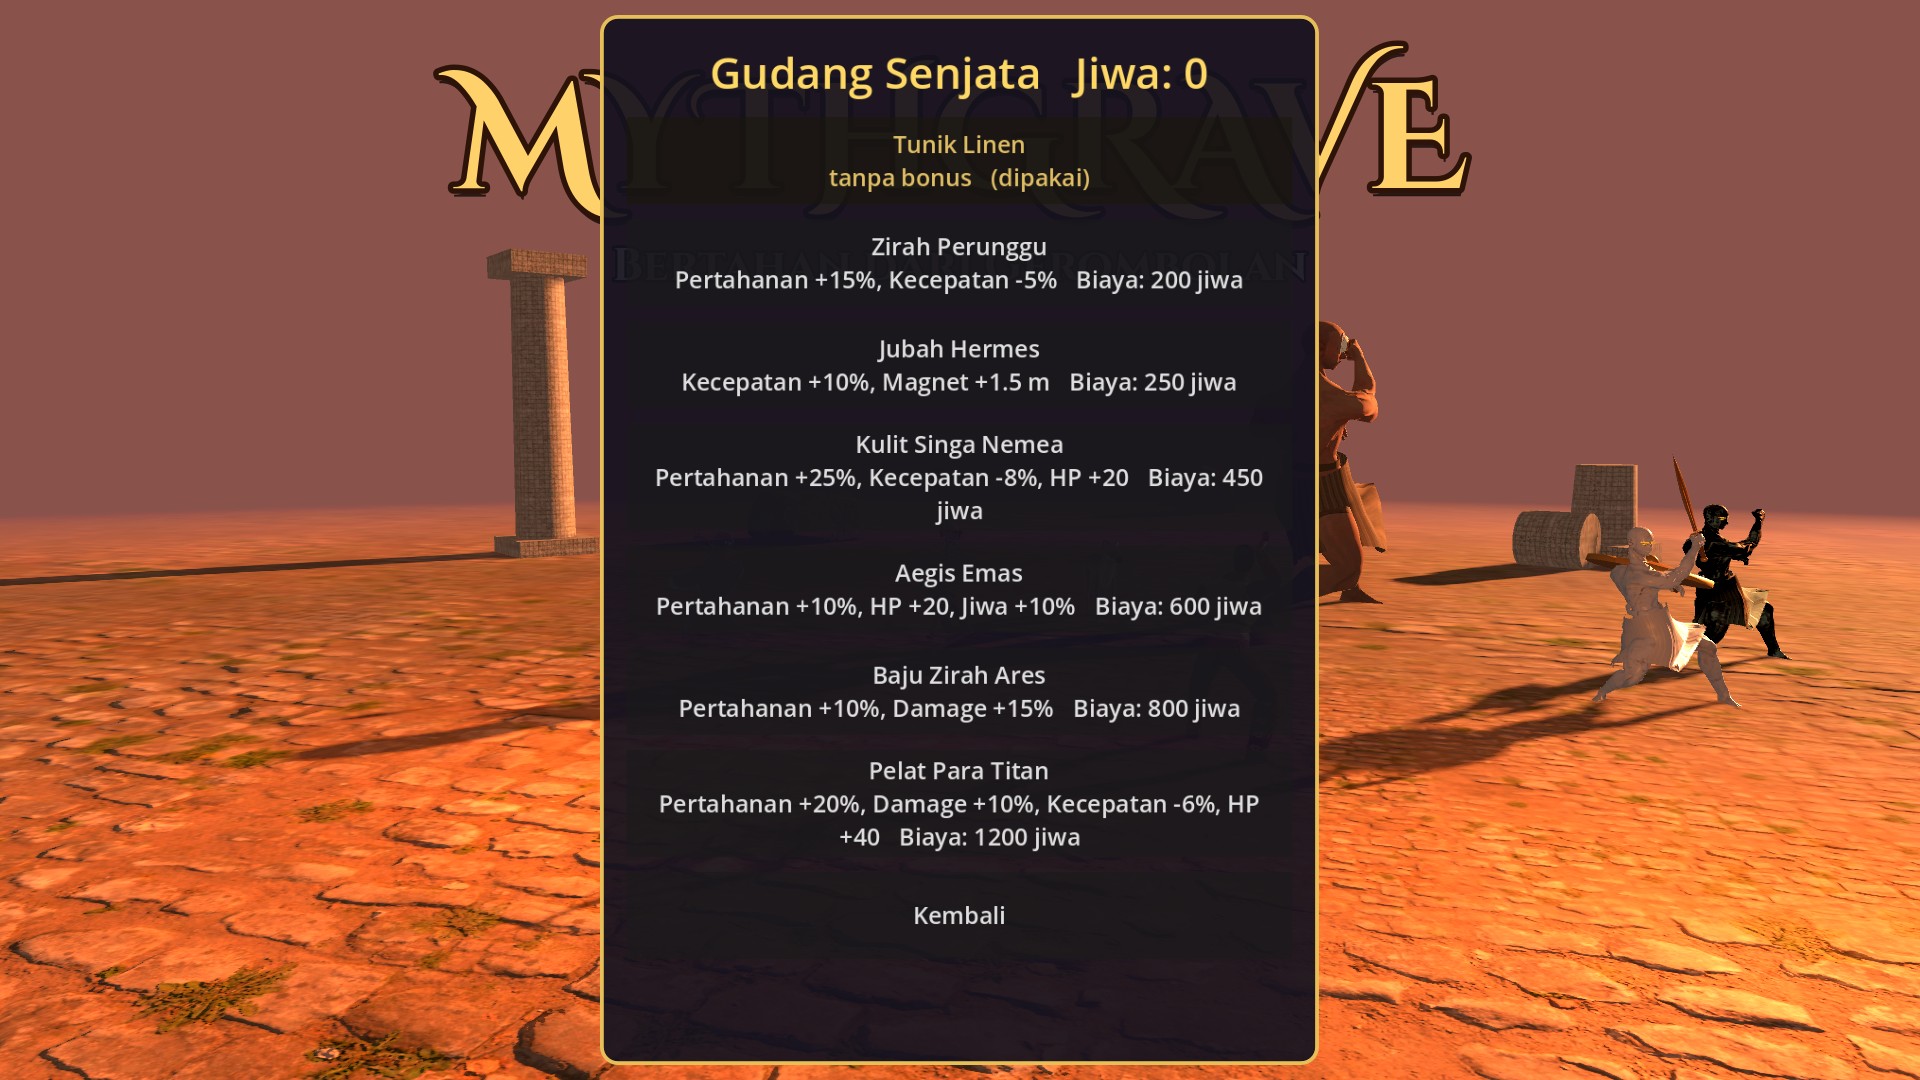 MYTHGRAVE
Gudang Senjata Jiwa: 0
Tunik Linen
tanpa bonus (dipakai)
Zirah Perunggu
Pertahanan +15%, Kecepatan -5% Biaya: 200 jiwa
Jubah Hermes
Kecepatan +10%, Magnet +1.5 m Biaya: 250 jiwa
Kulit Singa Nemea
Pertahanan +25%, Kecepatan -8%, HP +20 Biaya: 450
jiwa
Aegis Emas
Pertahanan +10%, HP +20, Jiwa +10% Biaya: 600 jiwa
Baju Zirah Ares
Pertahanan +10%, Damage +15% Biaya: 800 jiwa
Pelat Para Titan
Pertahanan +20%, Damage +10%, Kecepatan -6%, HP
+40 Biaya: 1200 jiwa
Kembali